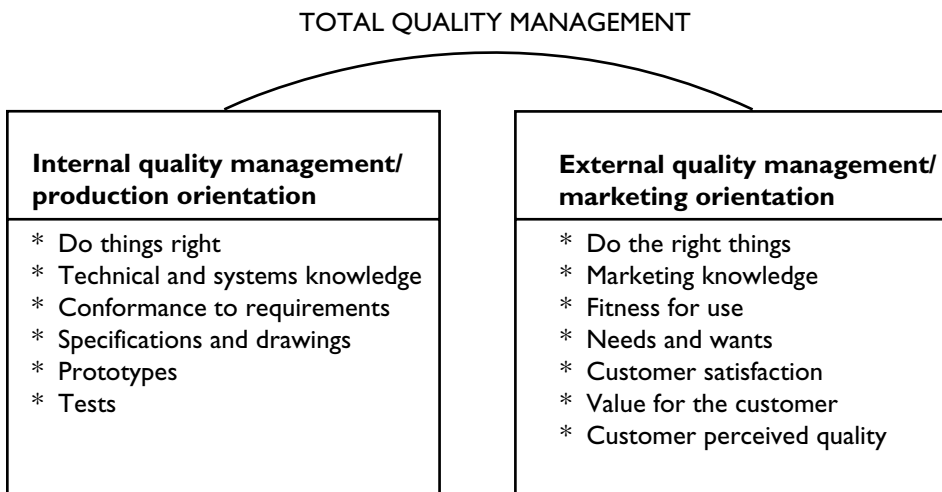 TOTAL QUALITY MANAGEMENT
Internal quality management/
production orientation
* Do things right
* Technical and systems knowledge
* Conformance to requirements
* Specifications and drawings
* Prototypes
* Tests
External quality management/
marketing orientation
* Do the right things
* Marketing knowledge
* Fitness for use
* Needs and wants
* Customer satisfaction
* Value for the customer
* Customer perceived quality